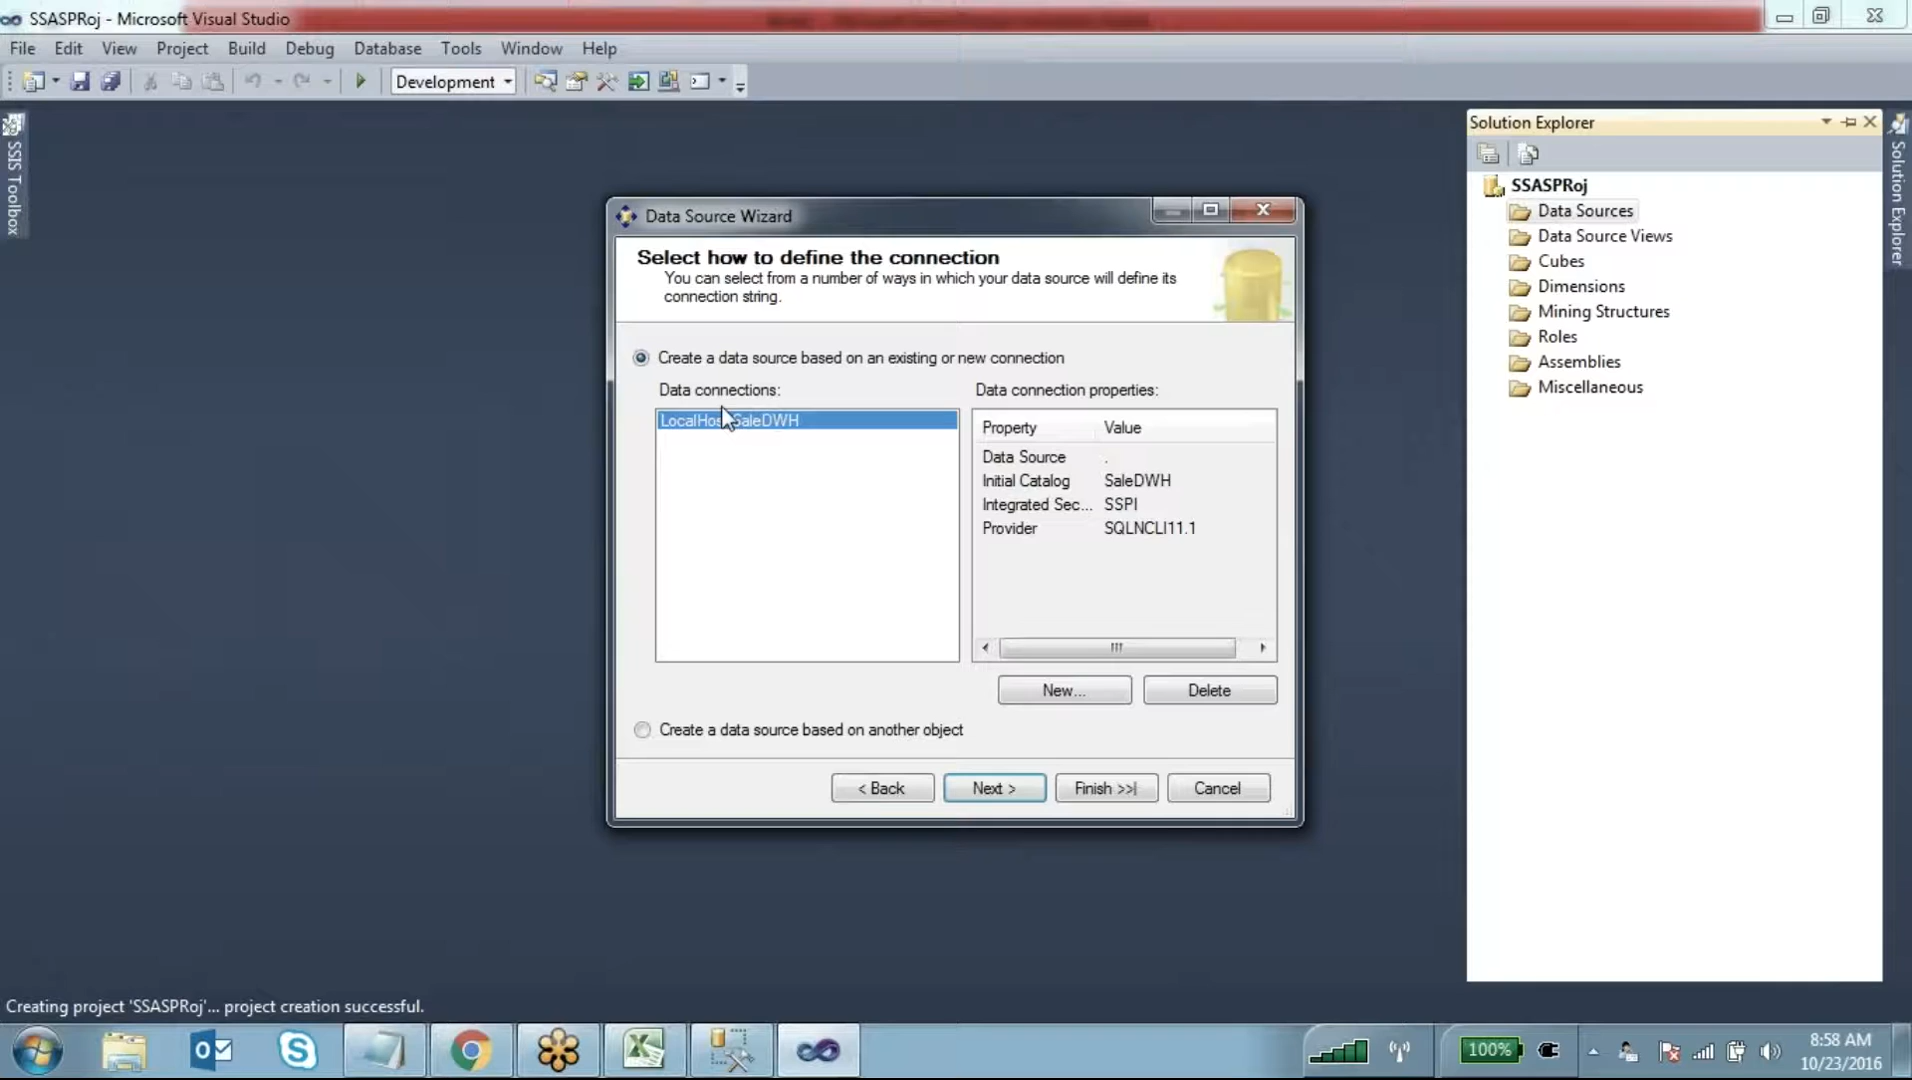 SSASPRoj - Microsoft Visual Studio
File Edit View Project Build Debug Database Tools Window Help
Development
SSIS Toolbox
Solution Explorer
SSASPRoj
Data Sources
Data Source Views
Cubes
Dimensions
Mining Structures
Roles
Assemblies
Miscellaneous
Solution Explorer
Data Source Wizard
Select how to define the connection
You can select from a number of ways in which your data source will define its
connection string.
Create a data source based on an existing or new connection
Data connections:
Data connection properties:
LocalHos SaleDWH
Property Value
Data Source .
Initial Catalog SaleDWH
Integrated Sec... SSPI
Provider SQLNCLI11.1
New... Delete
Create a data source based on another object
< Back Next > Finish >>| Cancel
Creating project 'SSASPRoj'... project creation successful.
100%
8:58 AM
10/23/2016